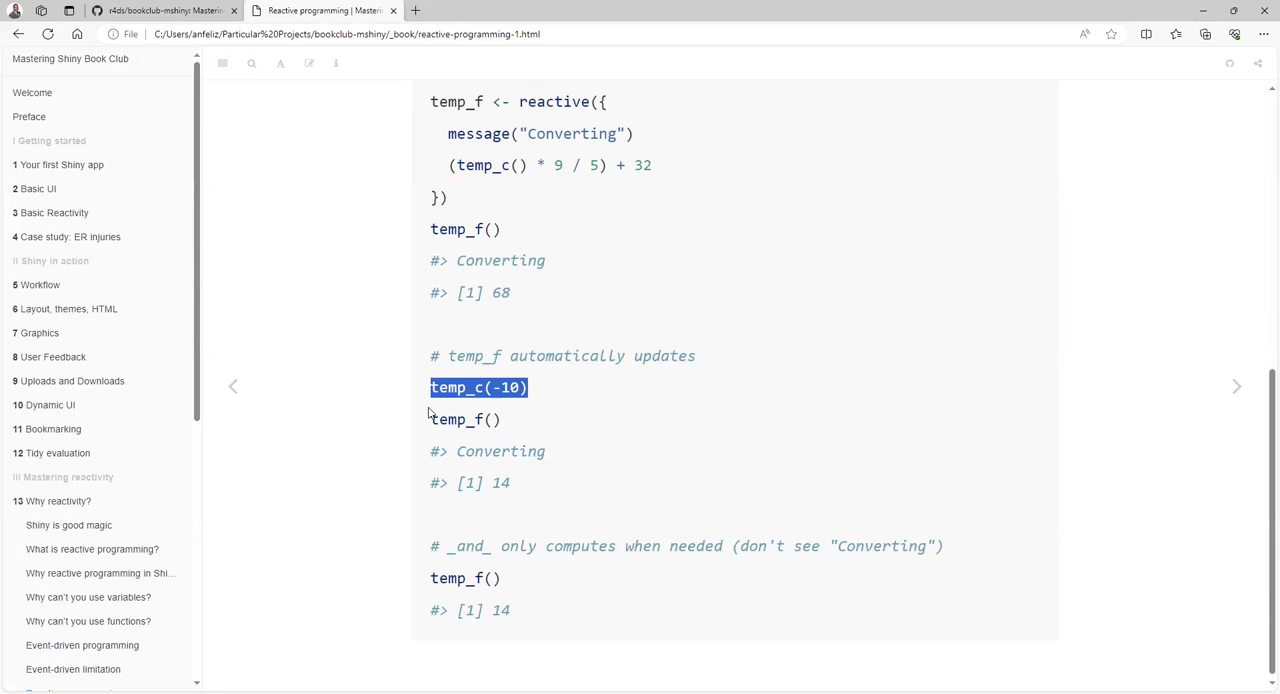 r4ds/bookclub-mshiny: Masterin
Reactive programming | Masterin
File
C:/Users/anfeliz/Particular%20Projects/bookclub-mshiny/_book/reactive-programming-1.html
Mastering Shiny Book Club
Welcome
Preface
I Getting started
1 Your first Shiny app
2 Basic UI
3 Basic Reactivity
4 Case study: ER injuries
II Shiny in action
5 Workflow
6 Layout, themes, HTML
7 Graphics
8 User Feedback
9 Uploads and Downloads
10 Dynamic UI
11 Bookmarking
12 Tidy evaluation
III Mastering reactivity
13 Why reactivity?
Shiny is good magic
What is reactive programming?
Why reactive programming in Shi...
Why can't you use variables?
Why can't you use functions?
Event-driven programming
Event-driven limitation
temp_f <- reactive({
message("Converting")
(temp_c() * 9 / 5) + 32
})
temp_f()
#> Converting
#> [1] 68
# temp_f automatically updates
temp_c(-10)
temp_f()
#> Converting
#> [1] 14
# _and_ only computes when needed (don't see "Converting")
temp_f()
#> [1] 14